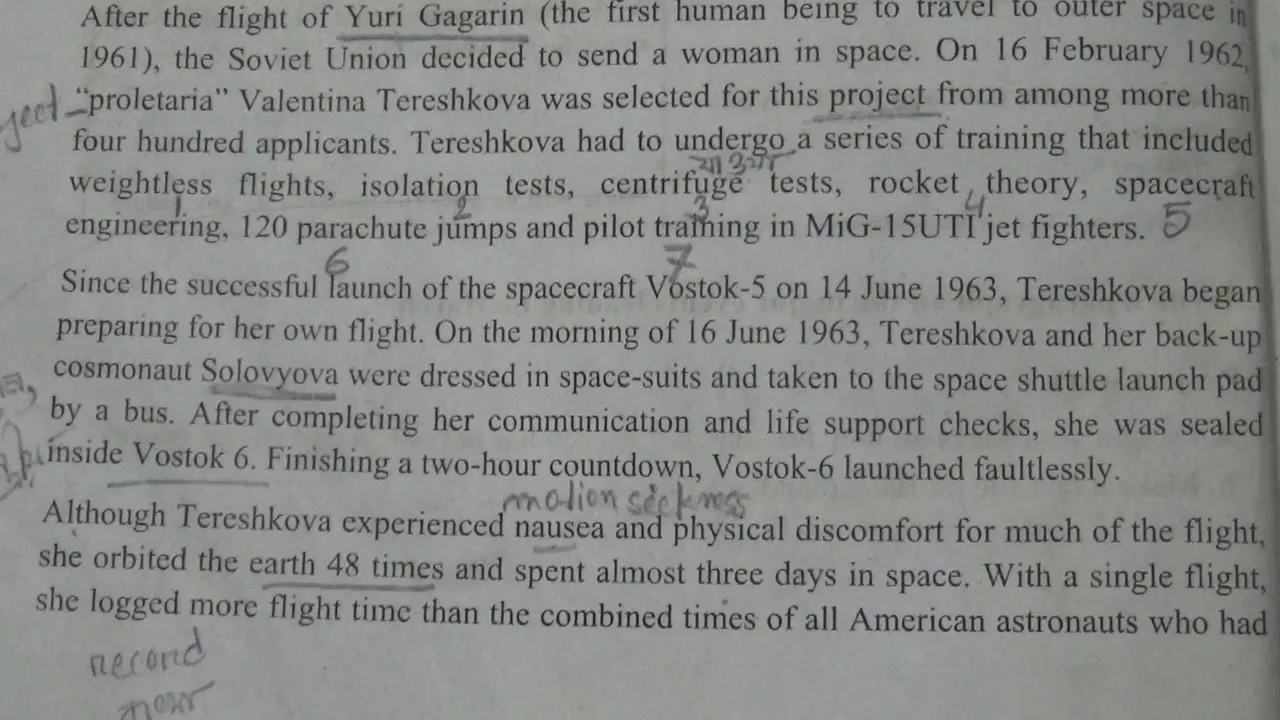 After the flight of Yuri Gagarin (the first human being to travel to outer space in
1961), the Soviet Union decided to send a woman in space. On 16 February 1962,
ject "proletaria" Valentina Tereshkova was selected for this project from among more than
four hundred applicants. Tereshkova had to undergo a series of training that included
weightless flights, isolation tests, centrifuge tests, rocket theory, spacecraft
1 2 3 4
engineering, 120 parachute jumps and pilot training in MiG-15UTI jet fighters. 5
6 7
Since the successful launch of the spacecraft Vostok-5 on 14 June 1963, Tereshkova began
preparing for her own flight. On the morning of 16 June 1963, Tereshkova and her back-up
cosmonaut Solovyova were dressed in space-suits and taken to the space shuttle launch pad
by a bus. After completing her communication and life support checks, she was sealed
inside Vostok 6. Finishing a two-hour countdown, Vostok-6 launched faultlessly.
motion sickness
Although Tereshkova experienced nausea and physical discomfort for much of the flight,
she orbited the earth 48 times and spent almost three days in space. With a single flight,
she logged more flight time than the combined times of all American astronauts who had
record